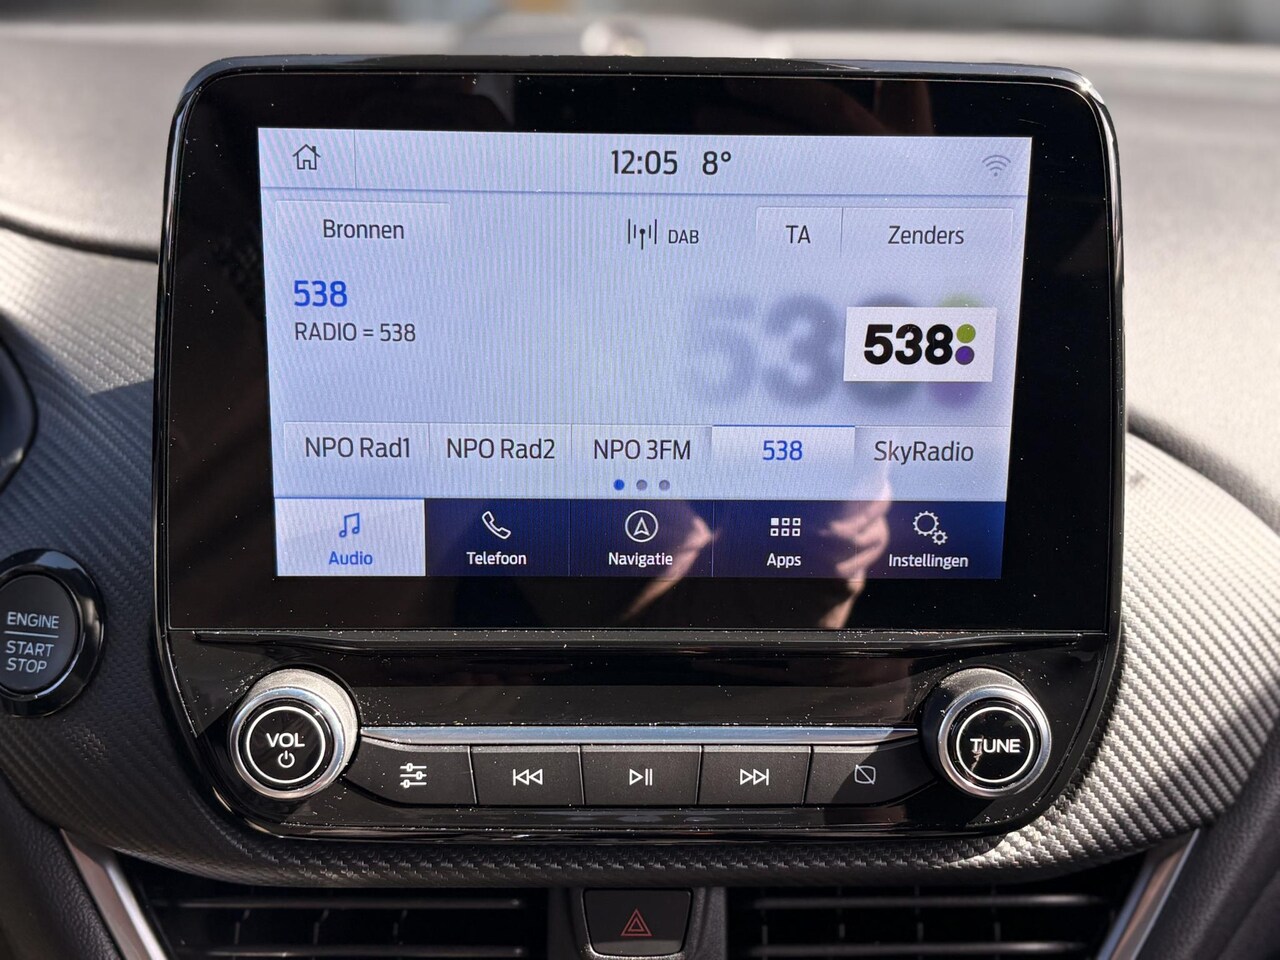 12:05 8°
Bronnen
DAB
TA
Zenders
538
RADIO = 538
538
538
NPO Rad1
NPO Rad2
NPO 3FM
538
SkyRadio
Audio
Telefoon
Navigatie
Apps
Instellingen
ENGINE
START
STOP
VOL
TUNE